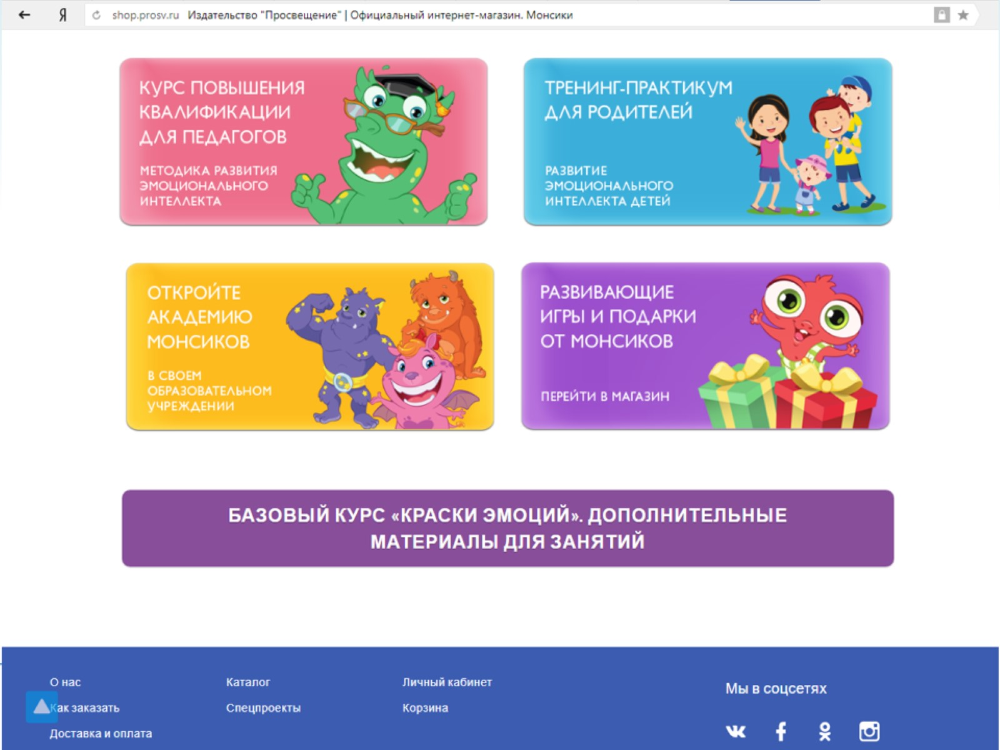 Я
shop.prosv.ru Издательство "Просвещение" | Официальный интернет-магазин. Монсики
КУРС ПОВЫШЕНИЯ
КВАЛИФИКАЦИИ
ДЛЯ ПЕДАГОГОВ
МЕТОДИКА РАЗВИТИЯ
ЭМОЦИОНАЛЬНОГО
ИНТЕЛЛЕКТА
ТРЕНИНГ-ПРАКТИКУМ
ДЛЯ РОДИТЕЛЕЙ
РАЗВИТИЕ
ЭМОЦИОНАЛЬНОГО
ИНТЕЛЛЕКТА ДЕТЕЙ
ОТКРОЙТЕ
АКАДЕМИЮ
МОНСИКОВ
В СВОЕМ
ОБРАЗОВАТЕЛЬНОМ
УЧРЕЖДЕНИИ
РАЗВИВАЮЩИЕ
ИГРЫ И ПОДАРКИ
ОТ МОНСИКОВ
ПЕРЕЙТИ В МАГАЗИН
БАЗОВЫЙ КУРС «КРАСКИ ЭМОЦИЙ». ДОПОЛНИТЕЛЬНЫЕ
МАТЕРИАЛЫ ДЛЯ ЗАНЯТИЙ
О нас
Как заказать
Доставка и оплата
Каталог
Спецпроекты
Личный кабинет
Корзина
Мы в соцсетях